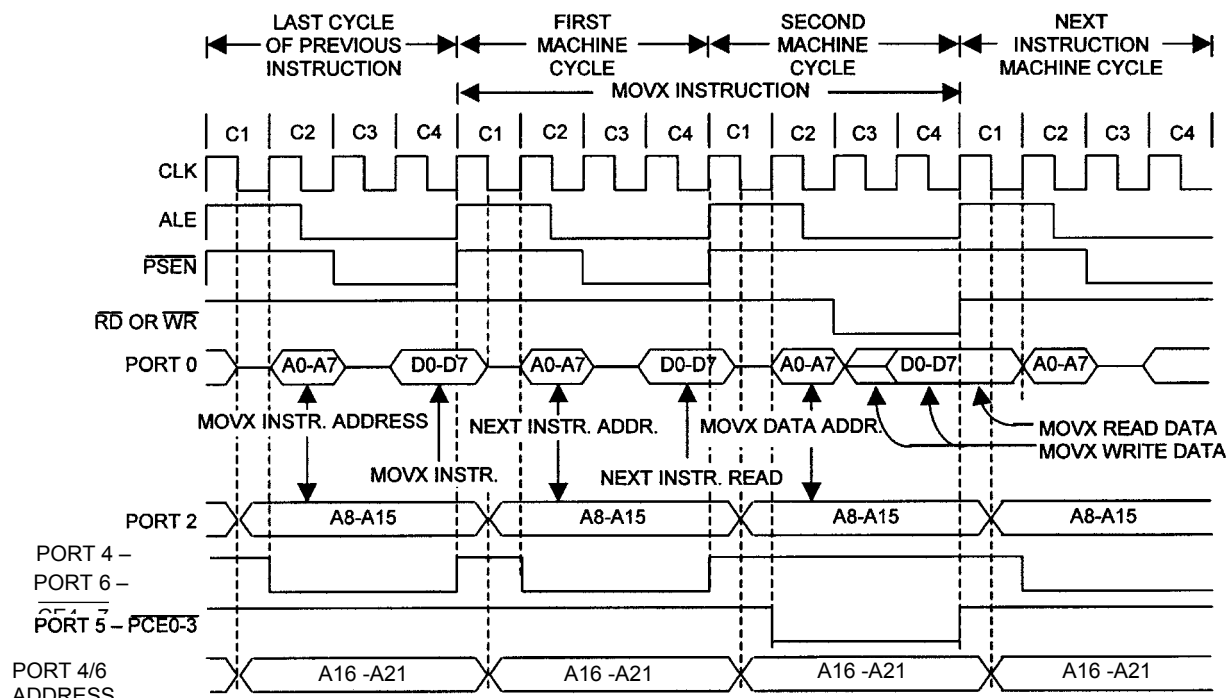 LAST CYCLE
OF PREVIOUS
INSTRUCTION
FIRST
MACHINE
CYCLE
SECOND
MACHINE
CYCLE
NEXT
INSTRUCTION
MACHINE CYCLE
MOVX INSTRUCTION
C1 C2 C3 C4 C1 C2 C3 C4 C1 C2 C3 C4 C1 C2 C3 C4
CLK
ALE
PSEN
RD OR WR
PORT 0 A0-A7 D0-D7 A0-A7 D0-D7 A0-A7 D0-D7 A0-A7
MOVX INSTR. ADDRESS NEXT INSTR. ADDR. MOVX DATA ADDR. MOVX READ DATA
MOVX WRITE DATA
MOVX INSTR. NEXT INSTR. READ
PORT 2 A8-A15 A8-A15 A8-A15 A8-A15
PORT 4 –
PORT 6 –
PORT 5 – PCE0-3
PORT 4/6 A16 -A21 A16 -A21 A16 -A21 A16 -A21
ADDRESS